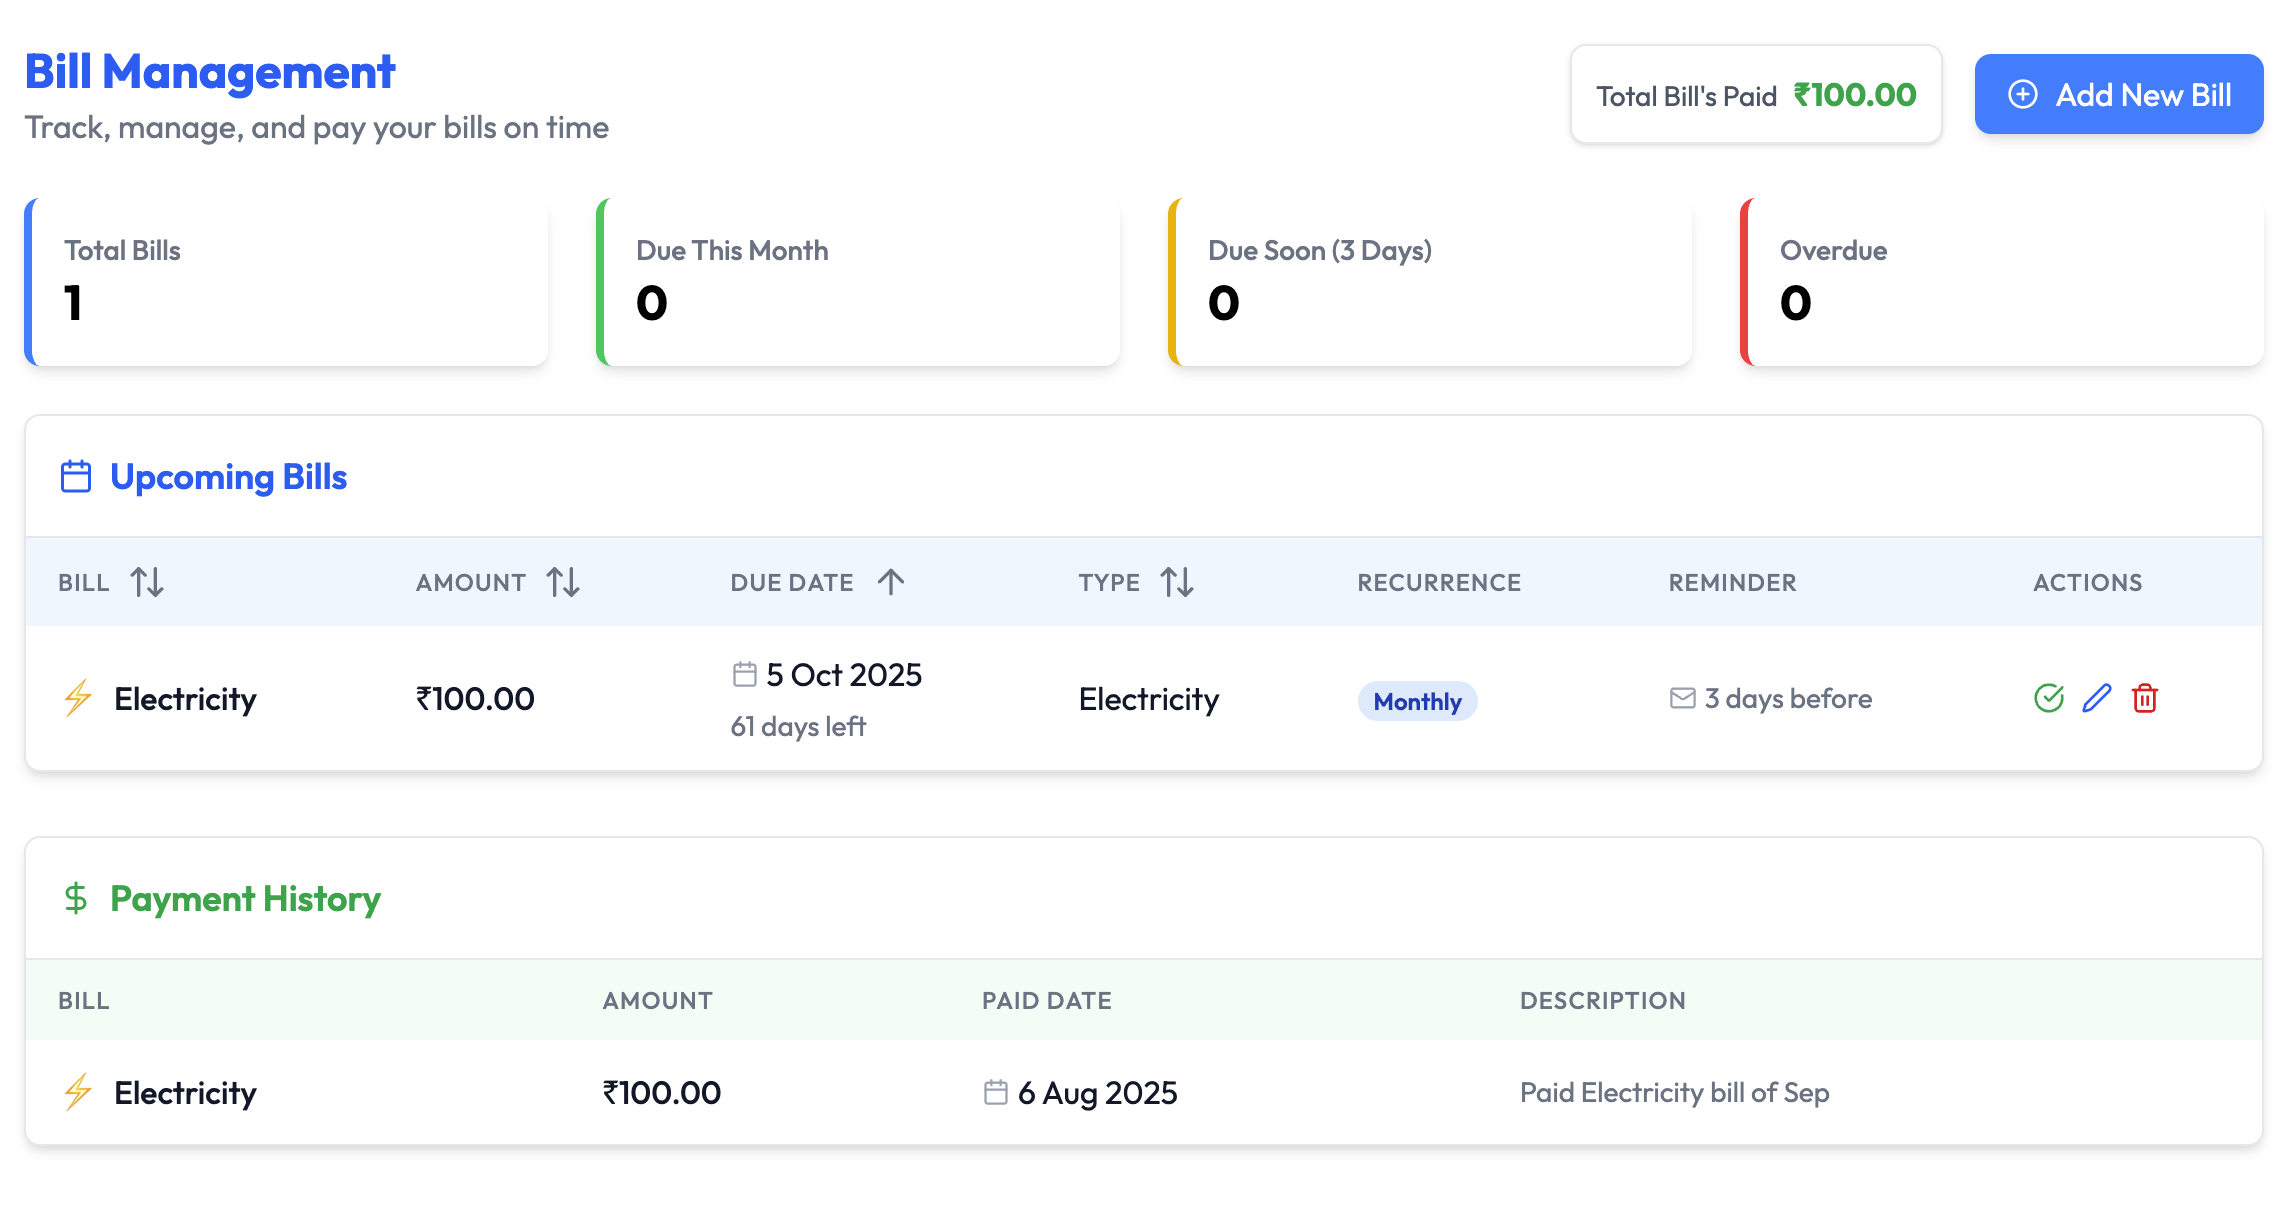 Bill Management
Track, manage, and pay your bills on time
Total Bill's Paid ₹100.00
Add New Bill
Total Bills
1
Due This Month
0
Due Soon (3 Days)
0
Overdue
0
Upcoming Bills
BILL AMOUNT DUE DATE TYPE RECURRENCE REMINDER ACTIONS
Electricity ₹100.00 5 Oct 2025 Electricity Monthly 3 days before
61 days left
Payment History
BILL AMOUNT PAID DATE DESCRIPTION
Electricity ₹100.00 6 Aug 2025 Paid Electricity bill of Sep